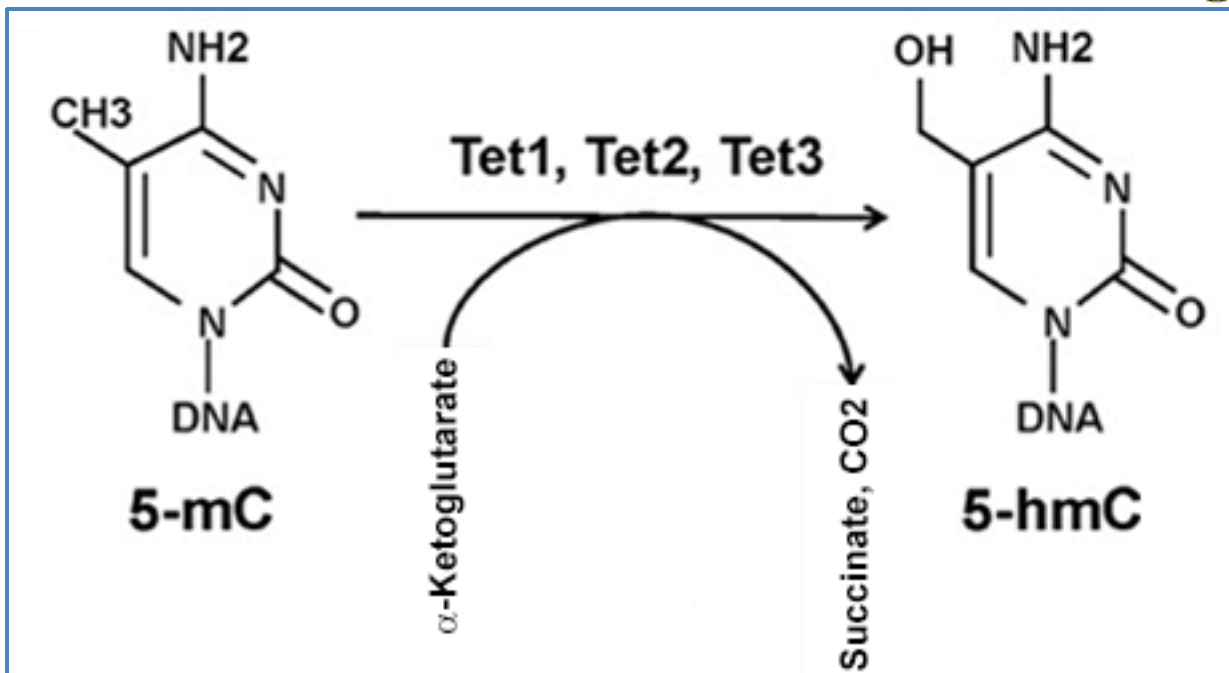 NH2
CH3
N
N
O
DNA
5-mC
Tet1, Tet2, Tet3
α-Ketoglutarate
Succinate, CO2
OH
NH2
N
N
O
DNA
5-hmC